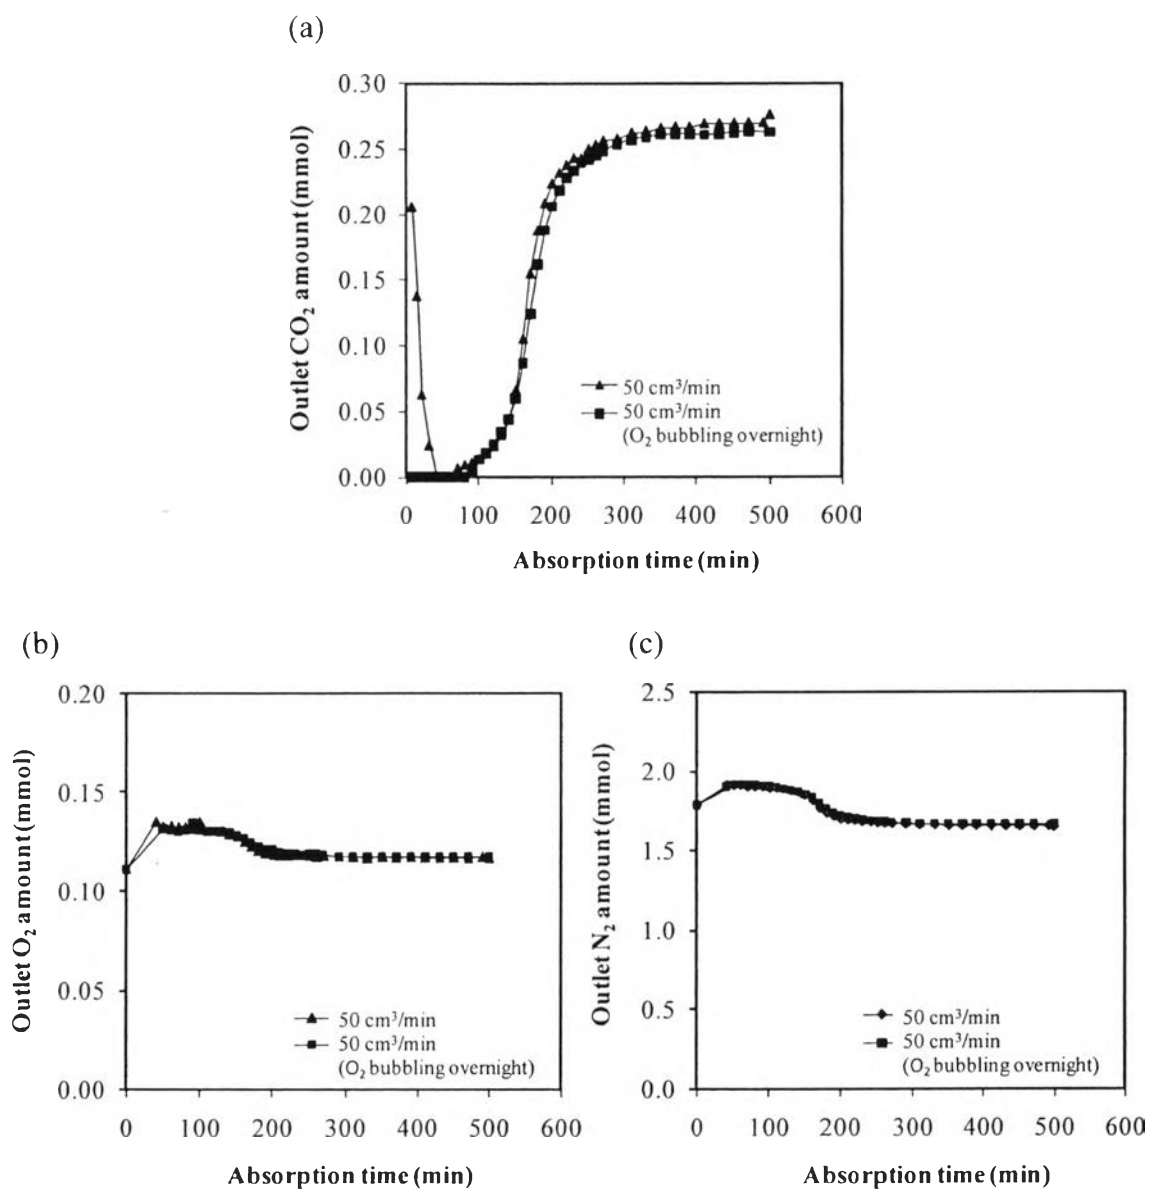 (a)
0.30
0.25
0.20
0.15
0.10
0.05
0.00
Outlet CO₂ amount (mmol)
50 cm³/min
50 cm³/min
(O₂ bubbling overnight)
0 100 200 300 400 500 600
Absorption time (min)
(b)
0.20
0.15
0.10
0.05
0.00
Outlet O₂ amount (mmol)
50 cm³/min
50 cm³/min
(O₂ bubbling overnight)
0 100 200 300 400 500 600
Absorption time (min)
(c)
2.5
2.0
1.5
1.0
0.5
0.0
Outlet N₂ amount (mmol)
50 cm³/min
50 cm³/min
(O₂ bubbling overnight)
0 100 200 300 400 500 600
Absorption time (min)